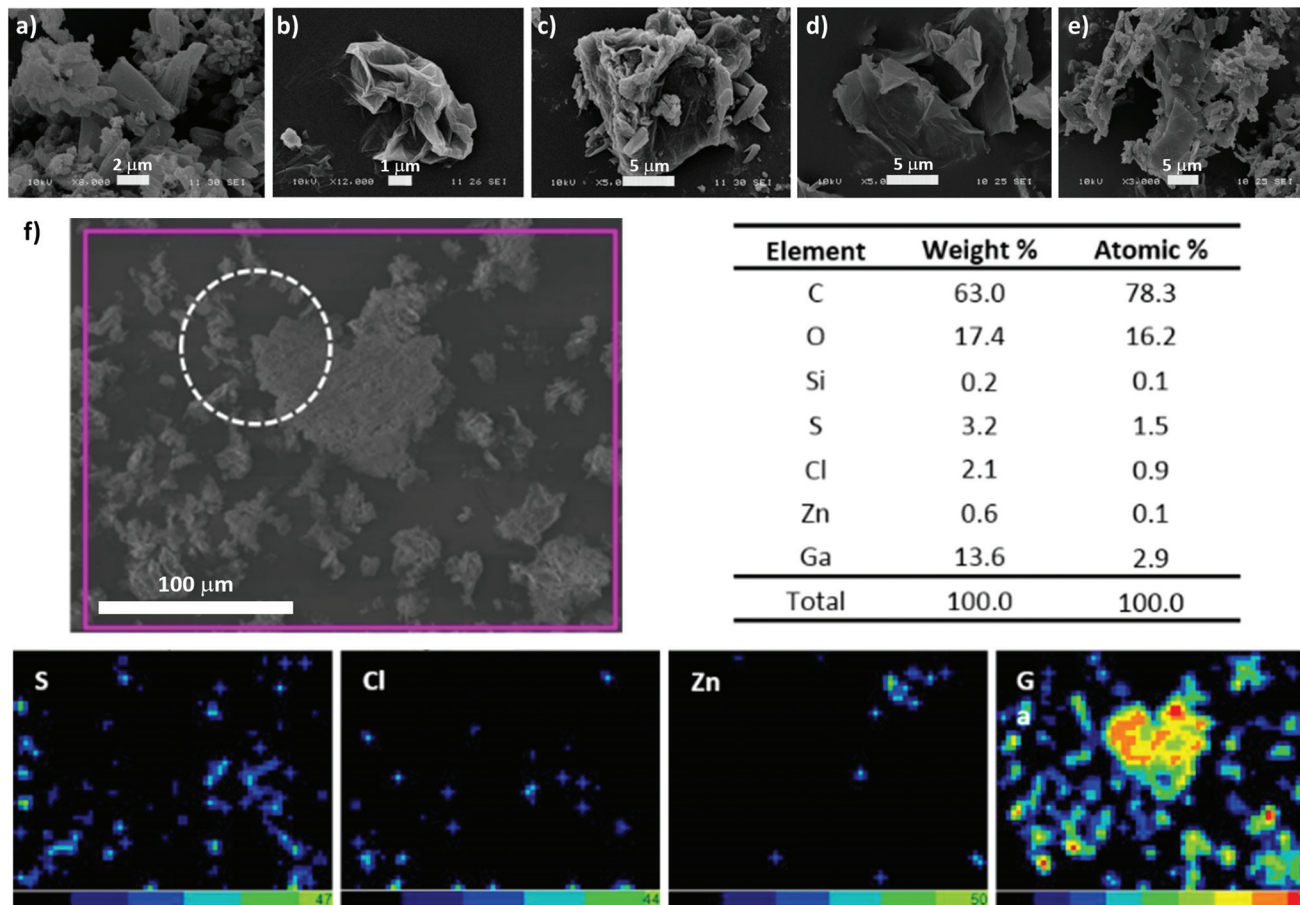 a)
b)
c)
d)
e)
2 µm
1 µm
5 µm
5 µm
5 µm
10kV X8,000 11 30 SEI
10kV X12,000 11 26 SEI
10kV X5,0 11 30 SEI
10kV X5,0 10 25 SEI
10kV X3,000 10 25 SEI
f)
100 µm
Element Weight % Atomic %
C 63.0 78.3
O 17.4 16.2
Si 0.2 0.1
S 3.2 1.5
Cl 2.1 0.9
Zn 0.6 0.1
Ga 13.6 2.9
Total 100.0 100.0
S
Cl
Zn
G
a
47
44
50